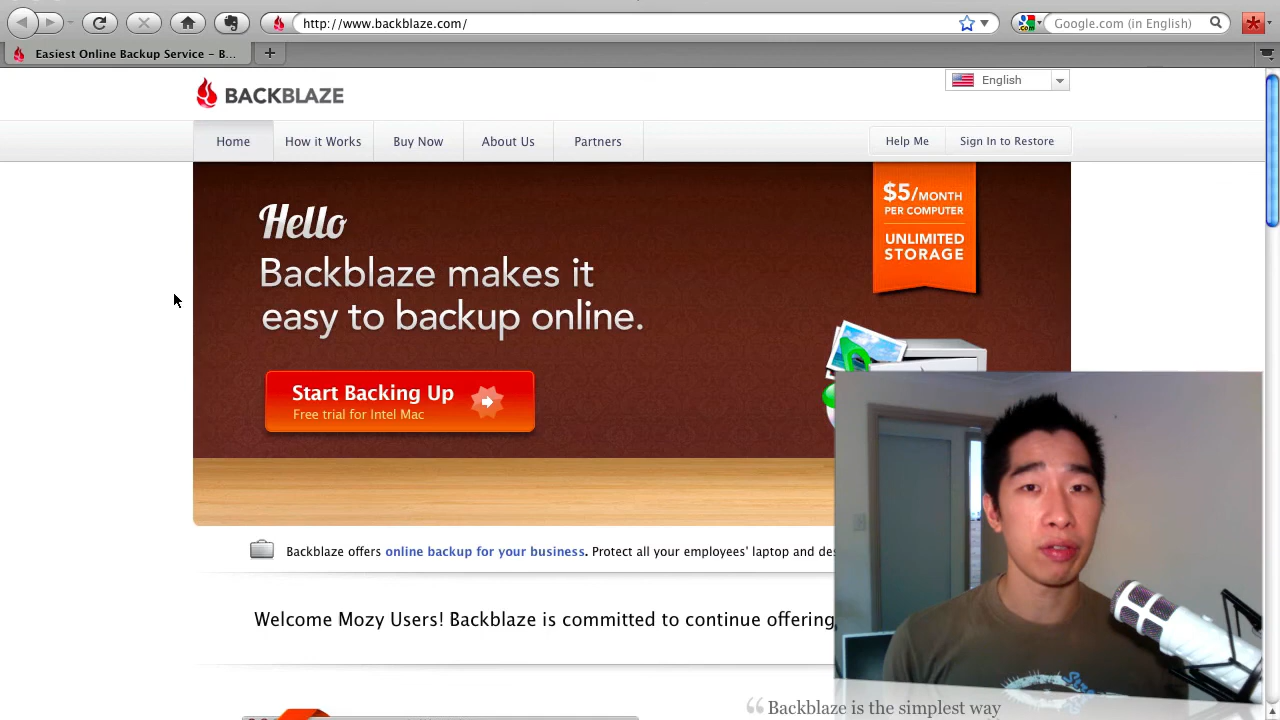 http://www.backblaze.com/
Google.com (in English)
Easiest Online Backup Service – B...
English
BACKBLAZE
Home
How it Works
Buy Now
About Us
Partners
Help Me
Sign In to Restore
$5/MONTH
PER COMPUTER
UNLIMITED
STORAGE
Hello
Backblaze makes it
easy to backup online.
Start Backing Up
Free trial for Intel Mac
Backblaze offers online backup for your business. Protect all your employees' laptop and des
Welcome Mozy Users! Backblaze is committed to continue offering
“ Backblaze is the simplest way